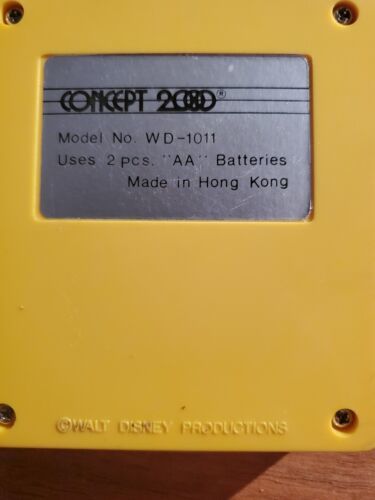 CONCEPT 2000®
Model No. WD-1011
Uses 2 pcs. "AA" Batteries
Made in Hong Kong
©WALT DISNEY PRODUCTIONS